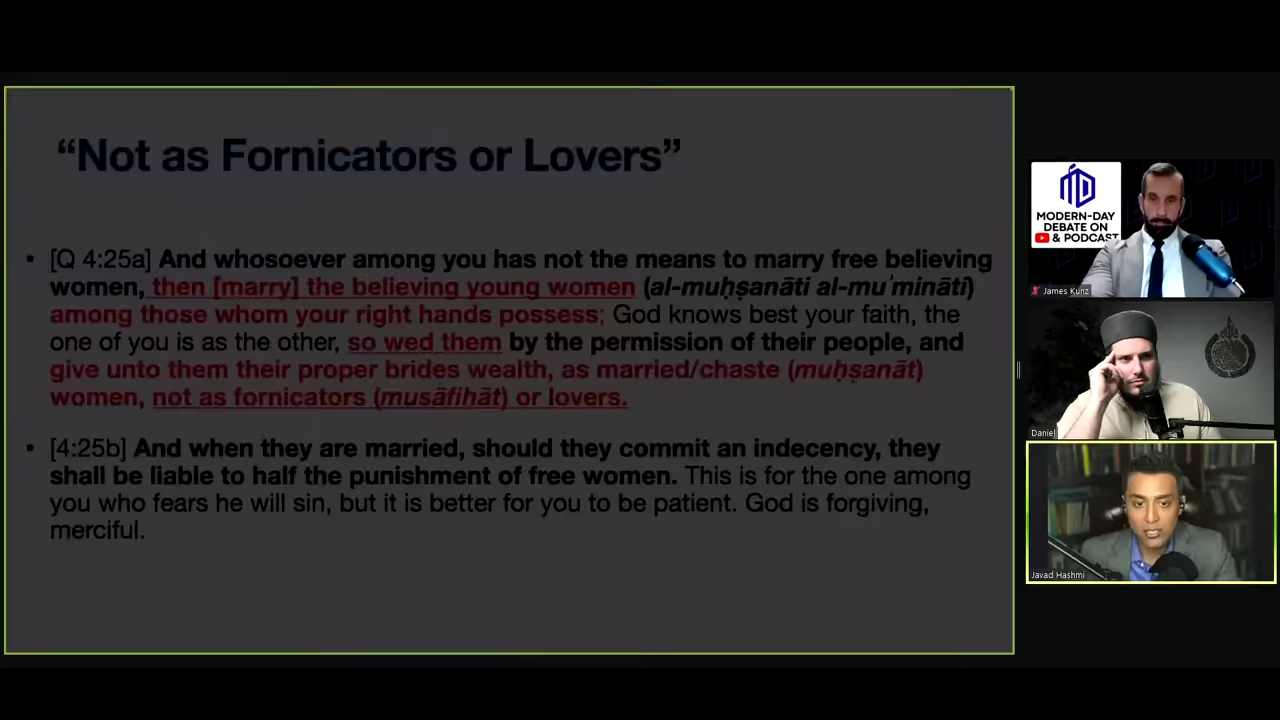 “Not as Fornicators or Lovers”
• [Q 4:25a] And whosoever among you has not the means to marry free believing
women, then [marry] the believing young women (al-muḥṣanāti al-muʾmināti)
among those whom your right hands possess; God knows best your faith, the
one of you is as the other, so wed them by the permission of their people, and
give unto them their proper brides wealth, as married/chaste (muḥṣanāt)
women, not as fornicators (musāfiḥāt) or lovers.
• [4:25b] And when they are married, should they commit an indecency, they
shall be liable to half the punishment of free women. This is for the one among
you who fears he will sin, but it is better for you to be patient. God is forgiving,
merciful.
MODERN-DAY
DEBATE ON
& PODCAST
James Kunz
Daniel
Javad Hashmi